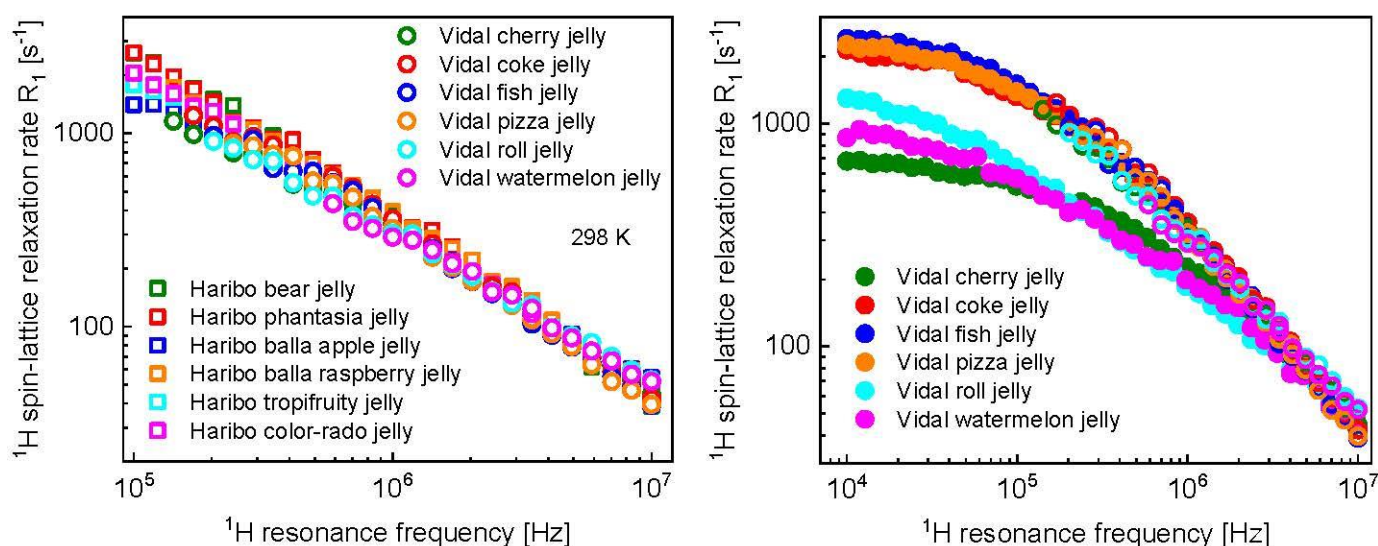 ¹H spin-lattice relaxation rate R₁ [s⁻¹]
1000
100
Vidal cherry jelly
Vidal coke jelly
Vidal fish jelly
Vidal pizza jelly
Vidal roll jelly
Vidal watermelon jelly
298 K
Haribo bear jelly
Haribo phantasia jelly
Haribo balla apple jelly
Haribo balla raspberry jelly
Haribo tropifruity jelly
Haribo color-rado jelly
10⁵ 10⁶ 10⁷
¹H resonance frequency [Hz]
¹H spin-lattice relaxation rate R₁ [s⁻¹]
1000
100
Vidal cherry jelly
Vidal coke jelly
Vidal fish jelly
Vidal pizza jelly
Vidal roll jelly
Vidal watermelon jelly
10⁴ 10⁵ 10⁶ 10⁷
¹H resonance frequency [Hz]